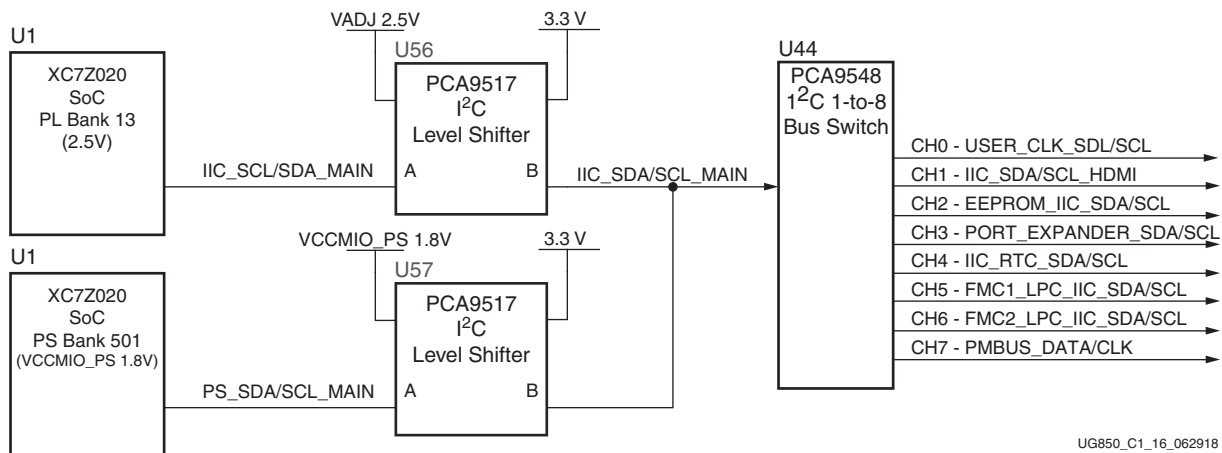 U1
XC7Z020
SoC
PL Bank 13
(2.5V)
IIC_SCL/SDA_MAIN
VADJ 2.5V
3.3 V
U56
PCA9517
I²C
Level Shifter
A
B
IIC_SDA/SCL_MAIN
U1
XC7Z020
SoC
PS Bank 501
(VCCMIO_PS 1.8V)
PS_SDA/SCL_MAIN
VCCMIO_PS 1.8V
3.3 V
U57
PCA9517
I²C
Level Shifter
A
B
U44
PCA9548
1²C 1-to-8
Bus Switch
CH0 - USER_CLK_SDL/SCL
CH1 - IIC_SDA/SCL_HDMI
CH2 - EEPROM_IIC_SDA/SCL
CH3 - PORT_EXPANDER_SDA/SCL
CH4 - IIC_RTC_SDA/SCL
CH5 - FMC1_LPC_IIC_SDA/SCL
CH6 - FMC2_LPC_IIC_SDA/SCL
CH7 - PMBUS_DATA/CLK
UG850_C1_16_062918